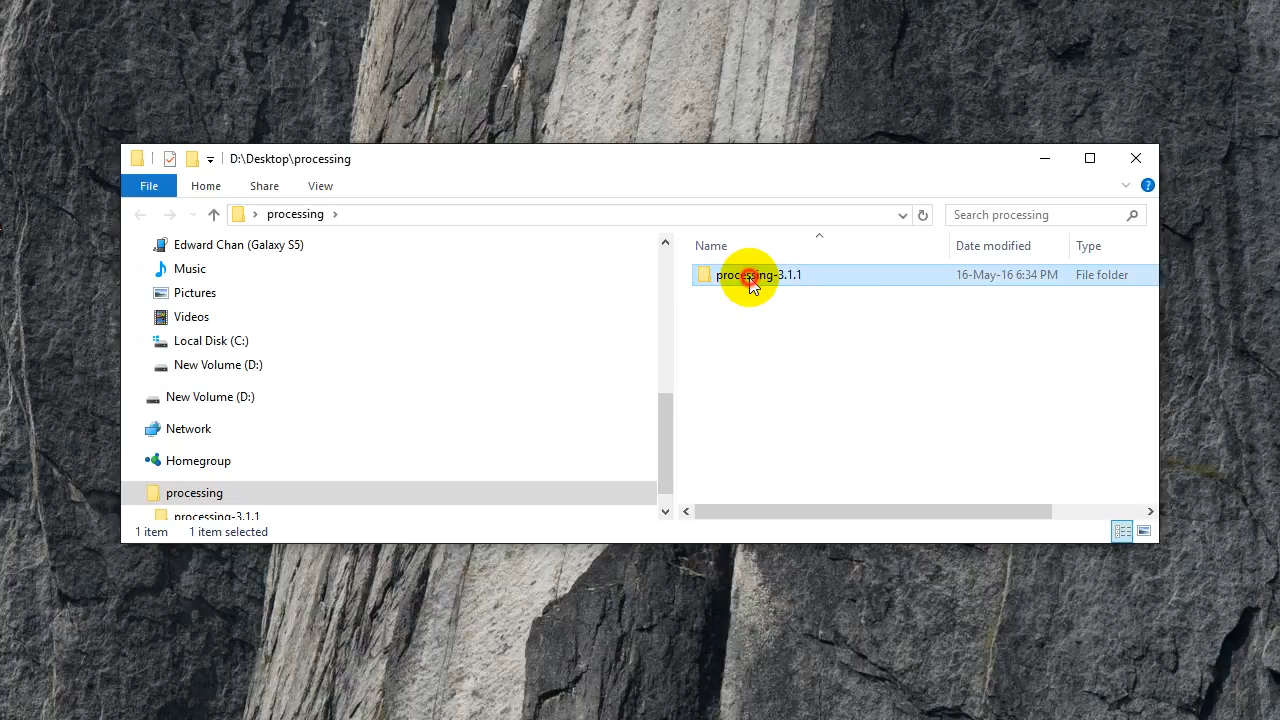 D:\Desktop\processing
File Home Share View
processing
Search processing
Edward Chan (Galaxy S5)
Music
Pictures
Videos
Local Disk (C:)
New Volume (D:)
New Volume (D:)
Network
Homegroup
processing
processing-3.1.1
Name Date modified Type
processing-3.1.1 16-May-16 6:34 PM File folder
1 item 1 item selected